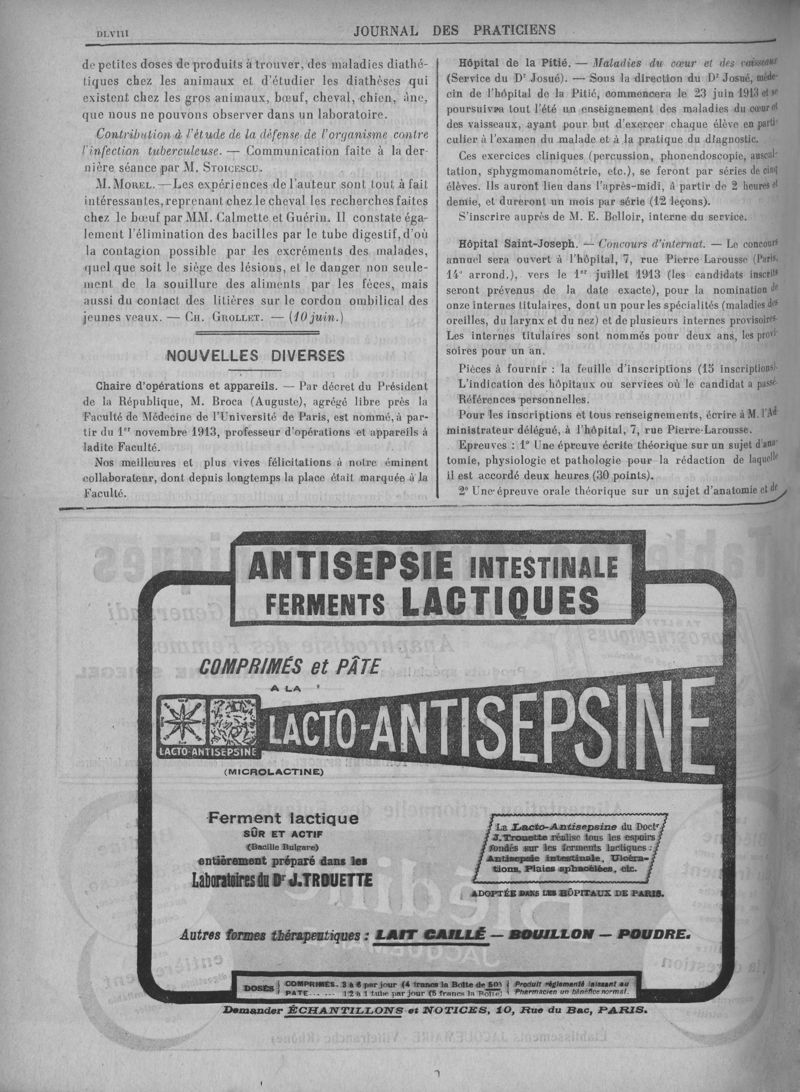 DLVIII
JOURNAL DES PRATICIENS
de petites doses de produits à trouver, des maladies diathé-
tiques chez les animaux et d'étudier les diathèses qui
existent chez les gros animaux, bœuf, cheval, chien, âne,
que nous ne pouvons observer dans un laboratoire.
Contribution à l'étude de la défense de l'organisme contre
l'infection tuberculeuse. — Communication faite à la der-
nière séance par M. STOICESCU.
M. MOREL. — Les expériences de l'auteur sont tout à fait
intéressantes, reprenant chez le cheval les recherches faites
chez le bœuf par MM. Calmette et Guérin. Il constate éga-
lement l'élimination des bacilles par le tube digestif, d'où
la contagion possible par les excréments des malades,
quel que soit le siège des lésions, et le danger non seule-
ment de la souillure des aliments par les fèces, mais
aussi du contact des litières sur le cordon ombilical des
jeunes veaux. — CH. GROLLET. — (10 juin.)
NOUVELLES DIVERSES
Chaire d'opérations et appareils. — Par décret du Président
de la République, M. Broca (Auguste), agrégé libre près la
Faculté de Médecine de l'Université de Paris, est nommé, à par-
tir du 1er novembre 1913, professeur d'opérations et appareils à
ladite Faculté.
Nos meilleures et plus vives félicitations à notre éminent
collaborateur, dont depuis longtemps la place était marquée à la
Faculté.
Hôpital de la Pitié. — Maladies du cœur et des vaisseaux
(Service du Dr Josué). — Sous la direction du Dr Josué, méde-
cin de l'hôpital de la Pitié, commencera le 23 juin 1913 et se
poursuivra tout l'été un enseignement des maladies du cœur et
des vaisseaux, ayant pour but d'exercer chaque élève en parti-
culier à l'examen du malade et à la pratique du diagnostic.
Ces exercices cliniques (percussion, phonendoscopie, auscul-
tation, sphygmomanométrie, etc.), se feront par séries de cinq
élèves. Ils auront lieu dans l'après-midi, à partir de 2 heures et
demie, et dureront un mois par série (12 leçons).
S'inscrire auprès de M. E. Belloir, interne du service.
Hôpital Saint-Joseph. — Concours d'internat. — Le concours
annuel sera ouvert à l'hôpital, 7, rue Pierre Larousse (Paris,
14e arrond.), vers le 1er juillet 1913 (les candidats inscrits
seront prévenus de la date exacte), pour la nomination de
onze internes titulaires, dont un pour les spécialités (maladies des
oreilles, du larynx et du nez) et de plusieurs internes provisoires.
Les internes titulaires sont nommés pour deux ans, les provi-
soires pour un an.
Pièces à fournir : la feuille d'inscriptions (15 inscriptions).
L'indication des hôpitaux ou services où le candidat a passé.
Références personnelles.
Pour les inscriptions et tous renseignements, écrire à M. l'Ad-
ministrateur délégué, à l'hôpital, 7, rue Pierre-Larousse.
Epreuves : 1° Une épreuve écrite théorique sur un sujet d'ana-
tomie, physiologie et pathologie pour la rédaction de laquelle
il est accordé deux heures (30 points).
2° Une épreuve orale théorique sur un sujet d'anatomie et de
ANTISEPSIE INTESTINALE
FERMENTS LACTIQUES
COMPRIMÉS et PÂTE
A LA
LACTO-ANTISEPSINE
LACTO-ANTISEPSINE
(MICROLACTINE)
Ferment lactique
SÛR ET ACTIF
(Bacille Bulgare)
entièrement préparé dans les
Laboratoires du Dr J. TROUETTE
La Lacto-Antisepsine du Doctr
J. Trouette réalise tous les espoirs
fondés sur les ferments lactiques :
Antisepsie intestinale, Ulcéra-
tions, Plaies sphacélées, etc.
ADOPTÉE DANS LES HÔPITAUX DE PARIS.
Autres formes thérapeutiques : LAIT CAILLÉ — BOUILLON — POUDRE.
DOSES
COMPRIMÉS. 3 à 6 par jour (4 francs la Boîte de 50)
PATE...... 1/2 à 1 tube par jour (5 francs la Boîte)
Produit réglementé laissant au
Pharmacien un bénéfice normal.
Demander ÉCHANTILLONS et NOTICES, 10, Rue du Bac, PARIS.